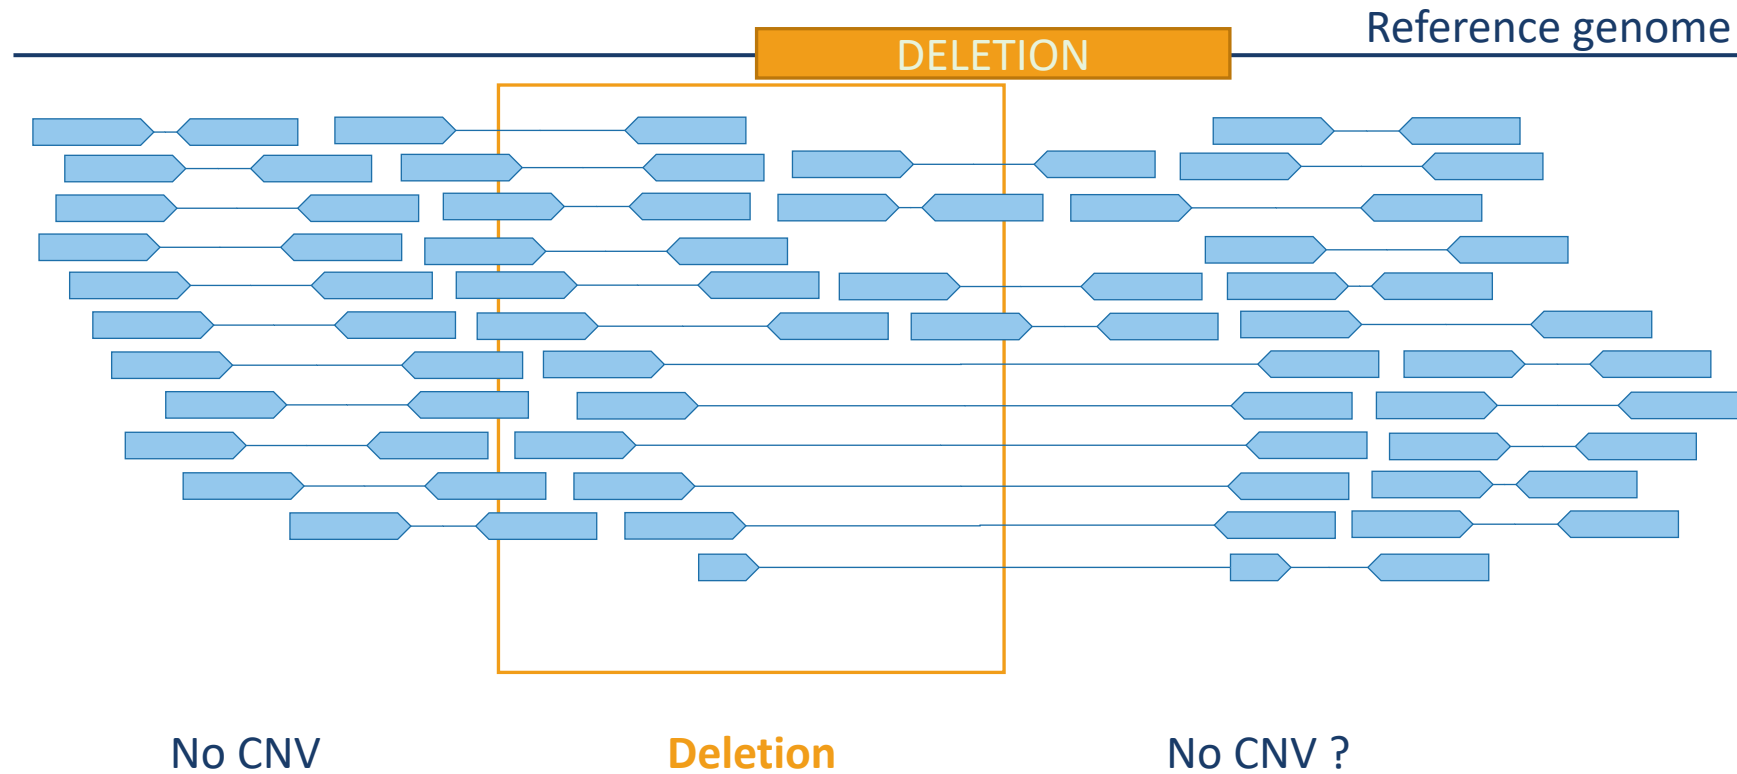 Reference genome
DELETION
No CNV
Deletion
No CNV ?